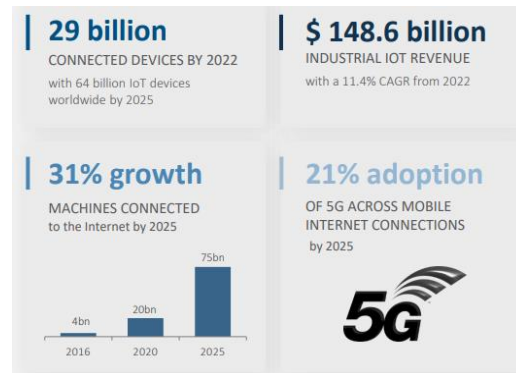 29 billion
CONNECTED DEVICES BY 2022
with 64 billion IoT devices
worldwide by 2025
$ 148.6 billion
INDUSTRIAL IOT REVENUE
with a 11.4% CAGR from 2022
31% growth
MACHINES CONNECTED
to the Internet by 2025
75bn
20bn
4bn
2016 2020 2025
21% adoption
OF 5G ACROSS MOBILE
INTERNET CONNECTIONS
by 2025
5G